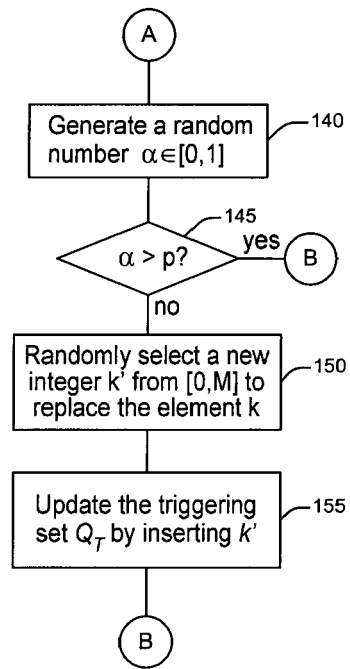 A
Generate a random
number α∈[0,1]
140
145
α > p?
yes
B
no
Randomly select a new
integer k' from [0,M] to
replace the element k
150
Update the triggering
set Q_T by inserting k'
155
B